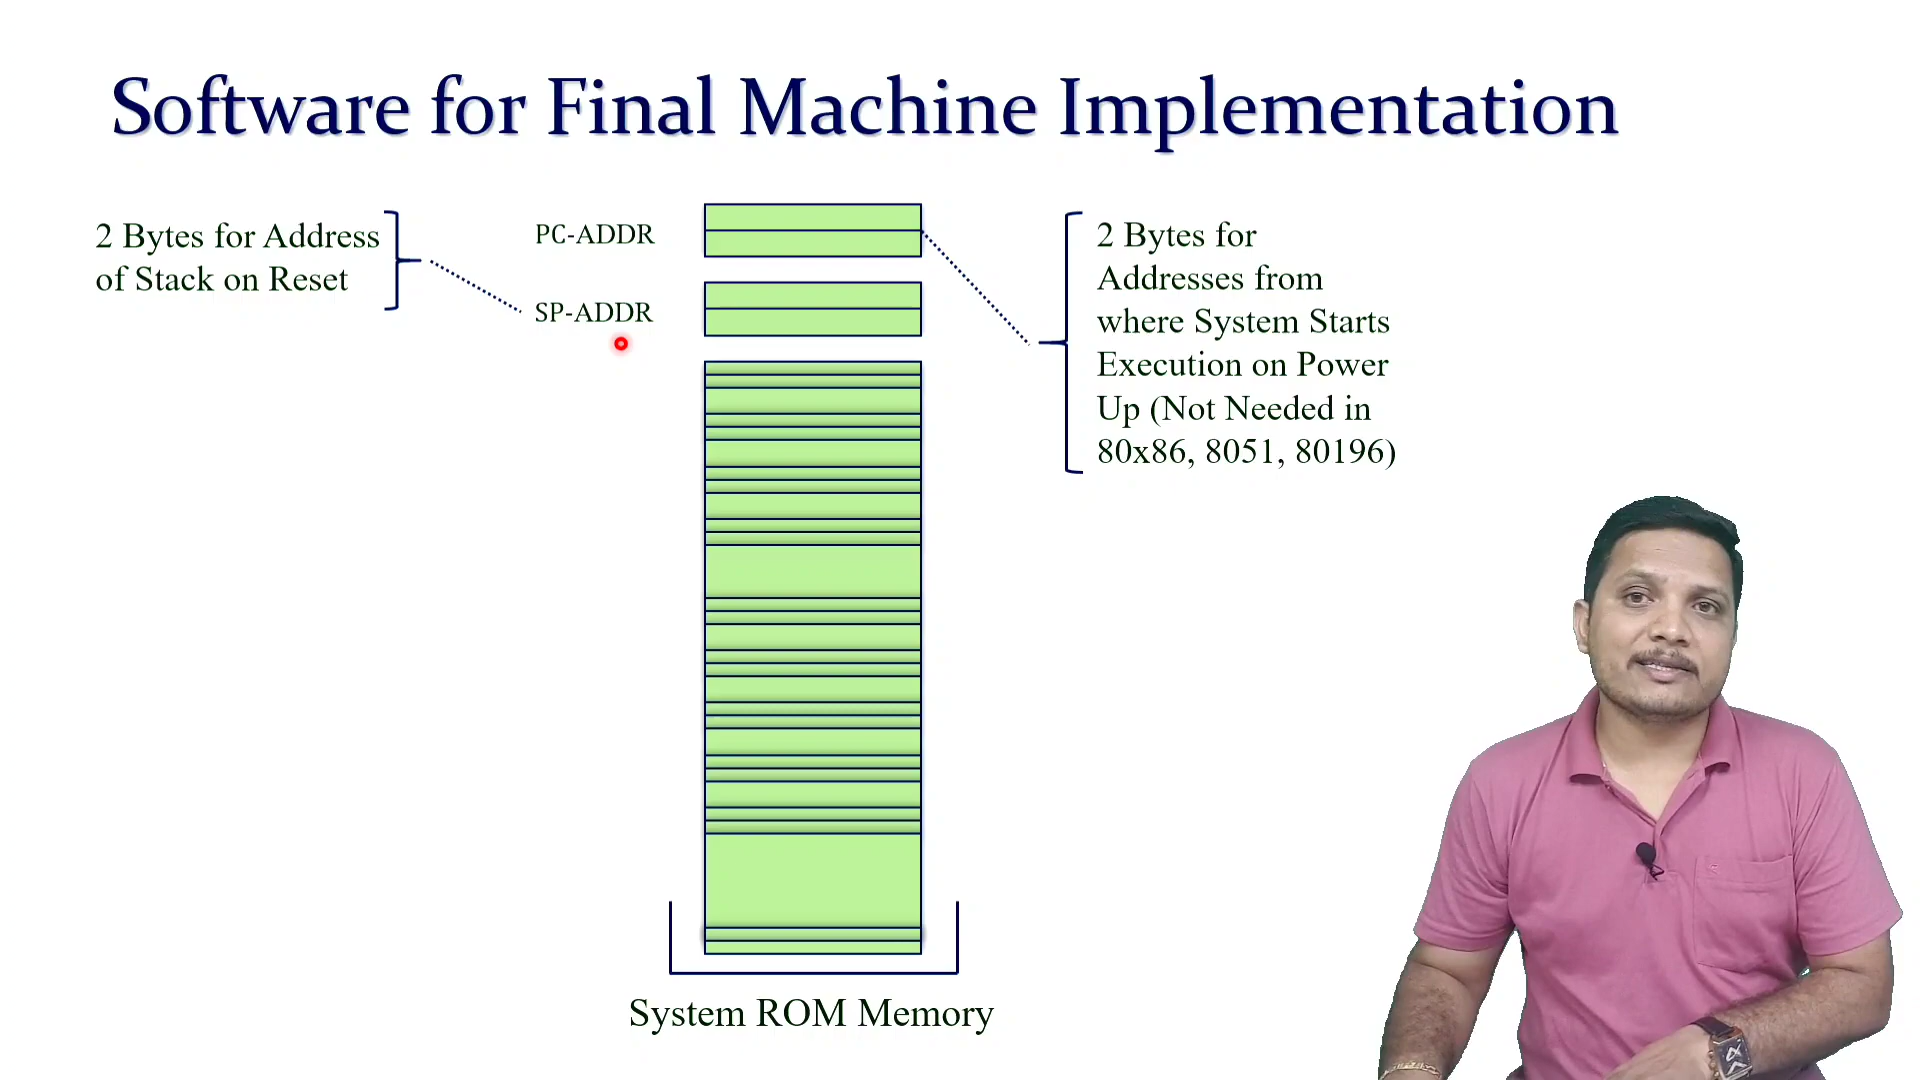 Software for Final Machine Implementation
2 Bytes for Address
of Stack on Reset
PC-ADDR
SP-ADDR
2 Bytes for
Addresses from
where System Starts
Execution on Power
Up (Not Needed in
80x86, 8051, 80196)
System ROM Memory